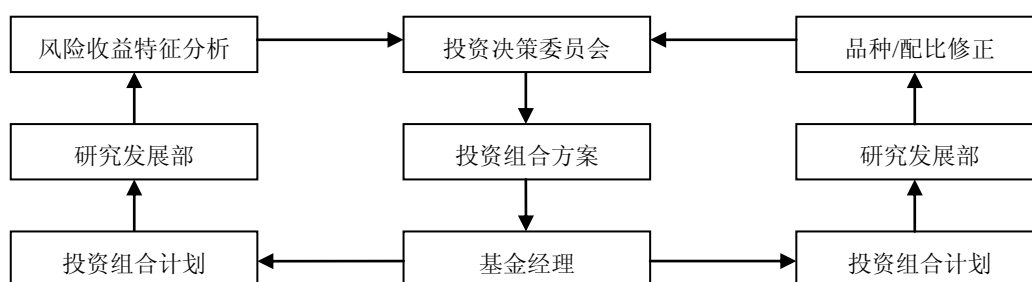 风险收益特征分析
投资决策委员会
品种/配比修正
研究发展部
投资组合方案
研究发展部
投资组合计划
基金经理
投资组合计划